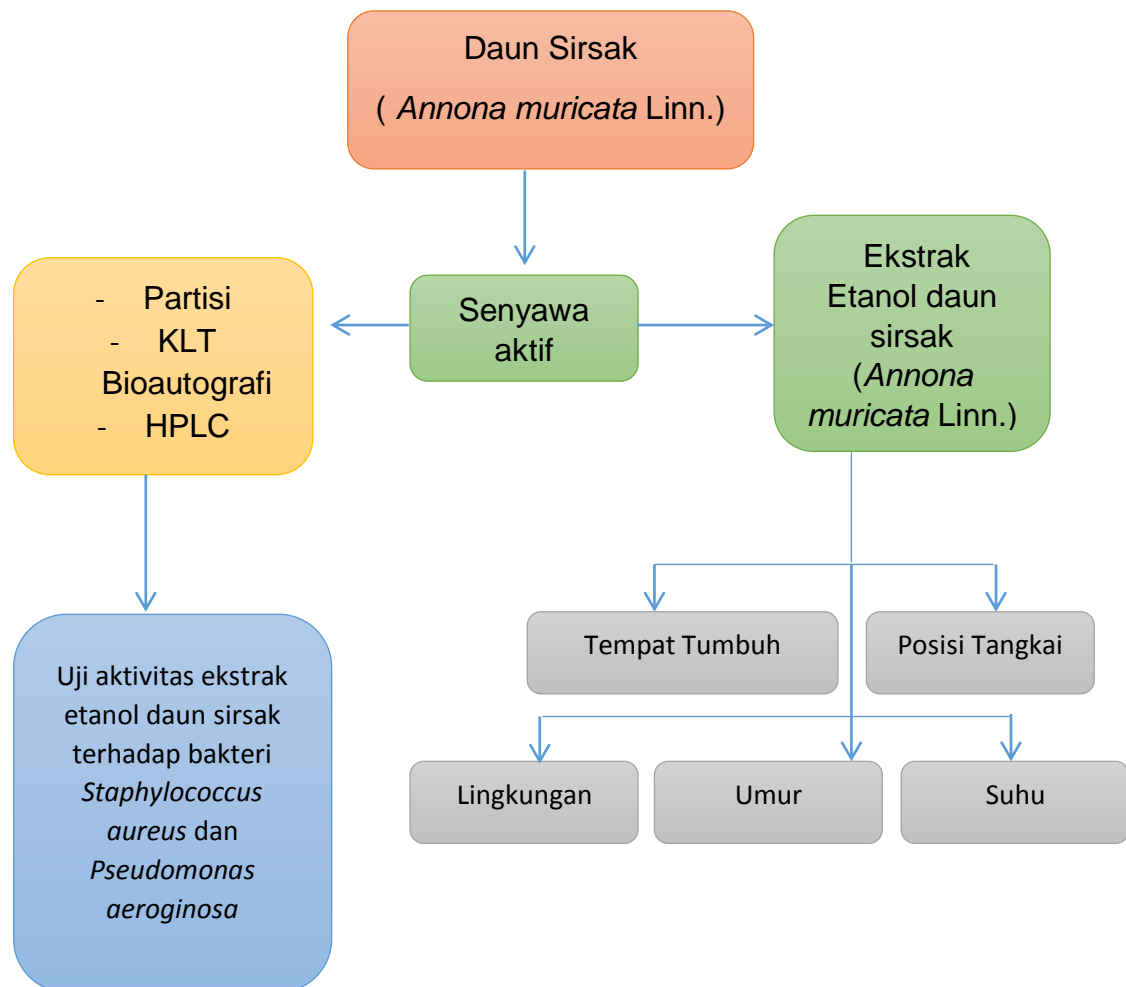 Daun Sirsak
( Annona muricata Linn.)
Senyawa
aktif
- Partisi
- KLT
Bioautografi
- HPLC
Ekstrak
Etanol daun
sirsak
(Annona
muricata Linn.)
Uji aktivitas ekstrak
etanol daun sirsak
terhadap bakteri
Staphylococcus
aureus dan
Pseudomonas
aeroginosa
Tempat Tumbuh
Posisi Tangkai
Lingkungan
Umur
Suhu